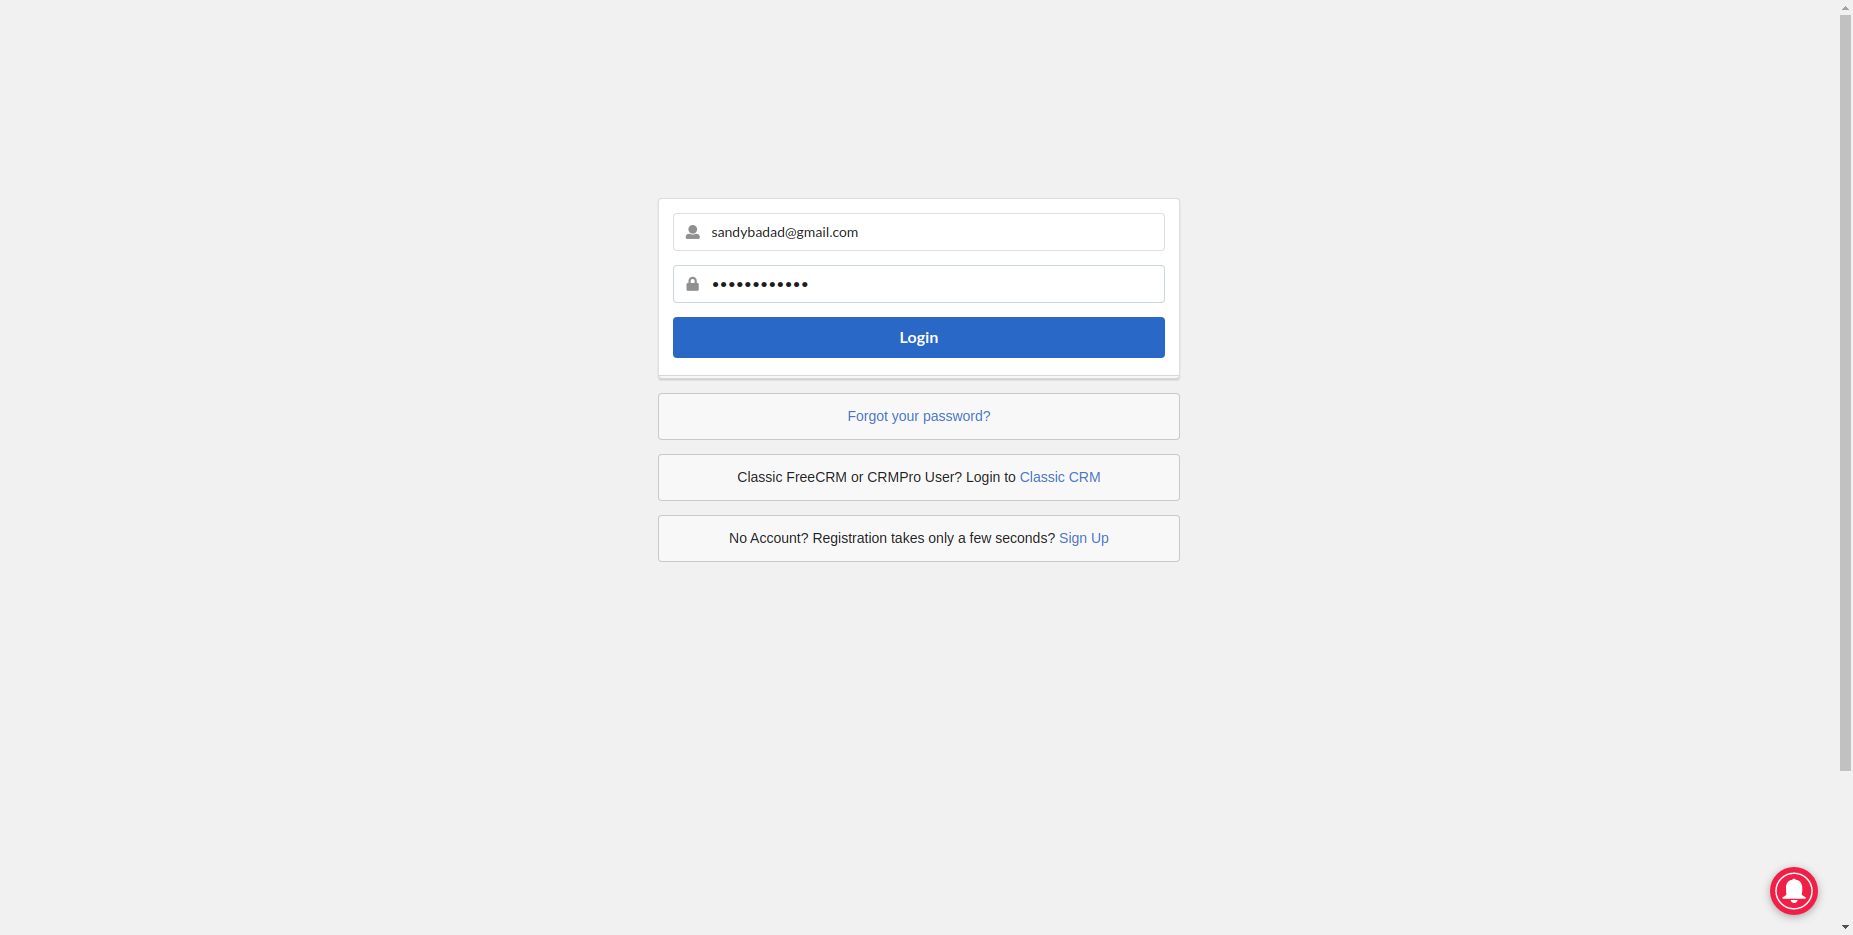 sandybadad@gmail.com
••••••••••••
Login
Forgot your password?
Classic FreeCRM or CRMPro User? Login to Classic CRM
No Account? Registration takes only a few seconds? Sign Up